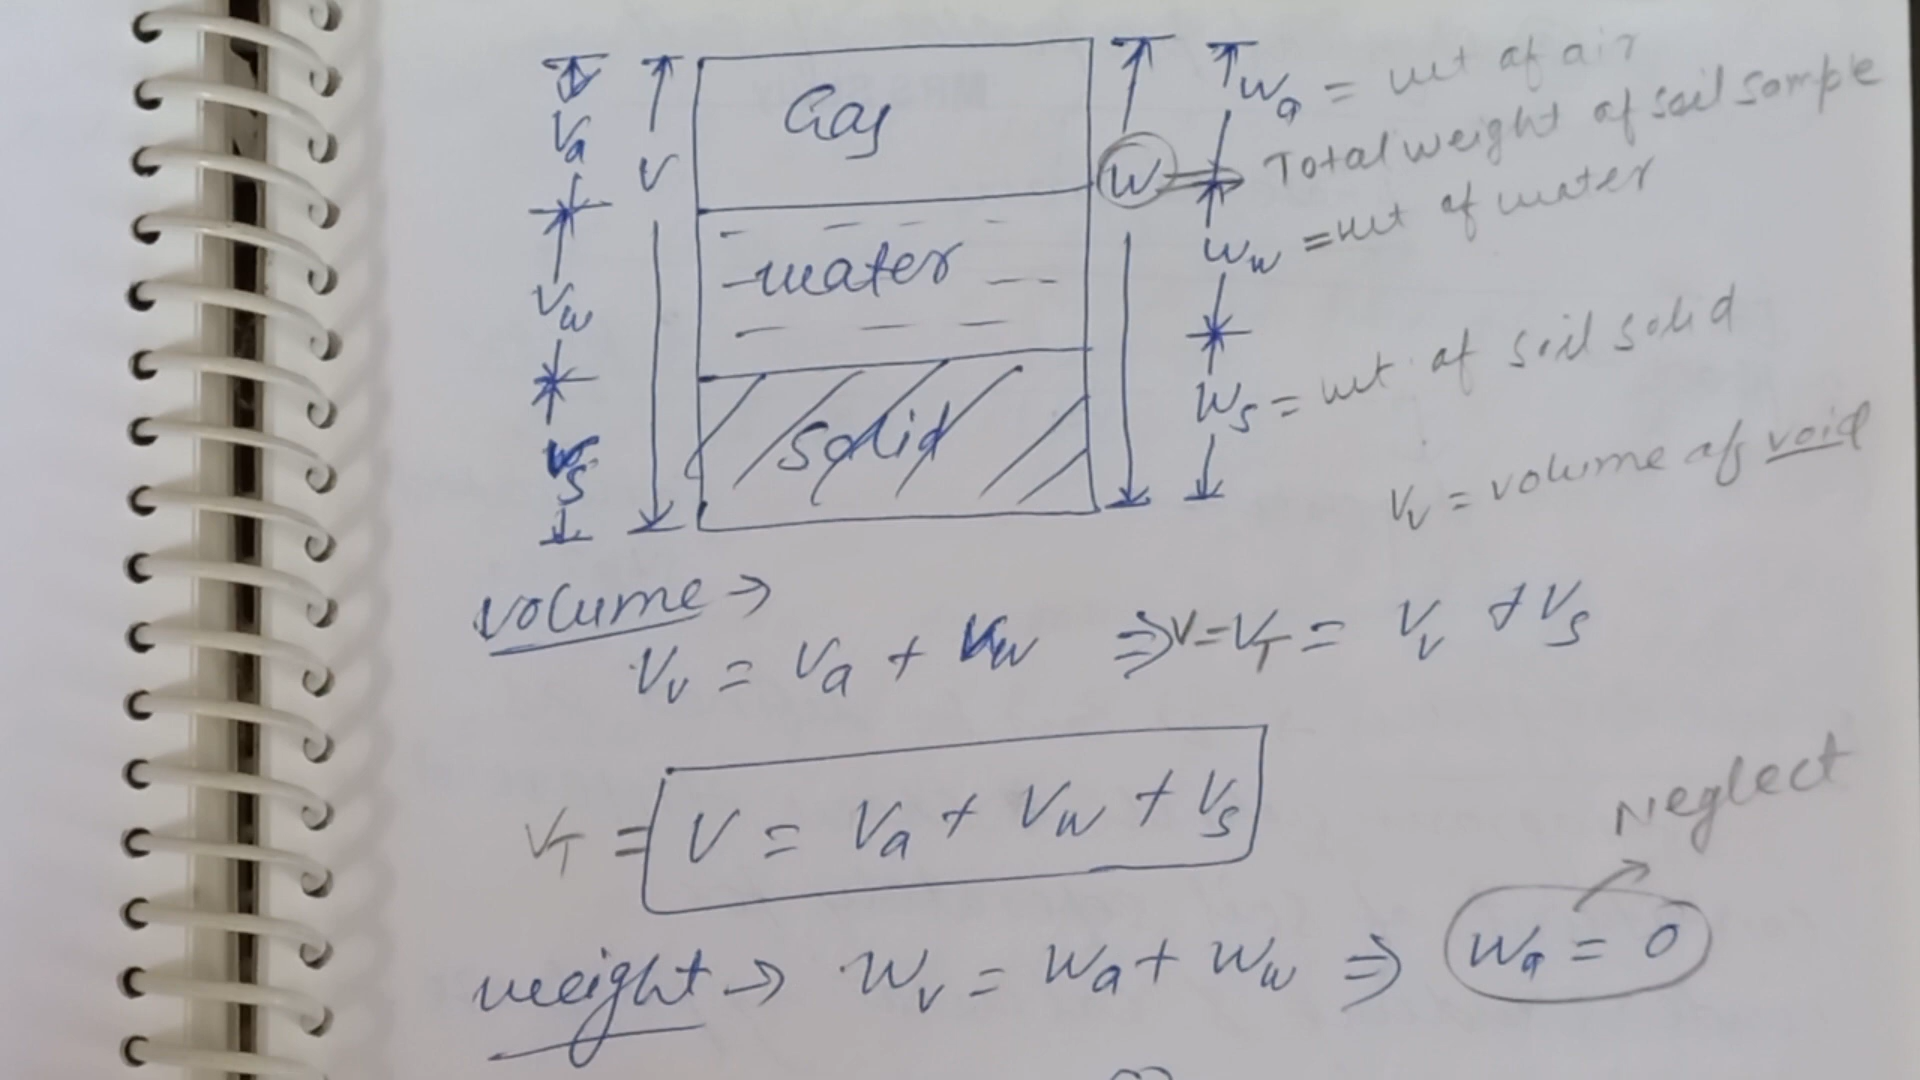 Va
V
Gas
W
Wa = wt of air
Total weight of soil sample
Vw
water
Ww = wt of water
Vs
solid
Ws = wt. of soil solid
Vv = volume of void
volume →
Vv = Va + Vw ⇒ V = VT = Vv + Vs
VT = V = Va + Vw + Vs
Neglect
weight → Wv = Wa + Ww ⇒ Wa = 0